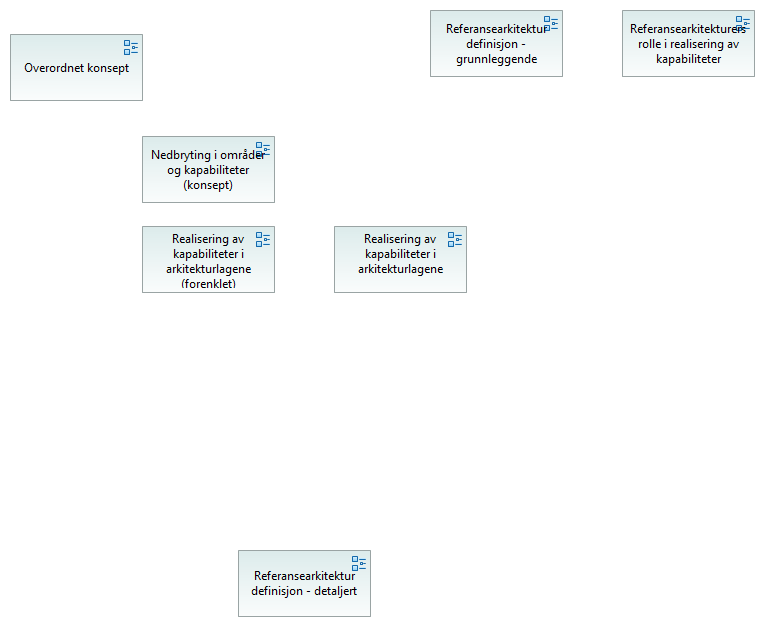 Overordnet konsept
Referansearkitektur
definisjon -
grunnleggende
Referansearkitekturers
rolle i realisering av
kapabiliteter
Nedbryting i områder
og kapabiliteter
(konsept)
Realisering av
kapabiliteter i
arkitekturlagene
(forenklet)
Realisering av
kapabiliteter i
arkitekturlagene
Referansearkitektur
definisjon - detaljert